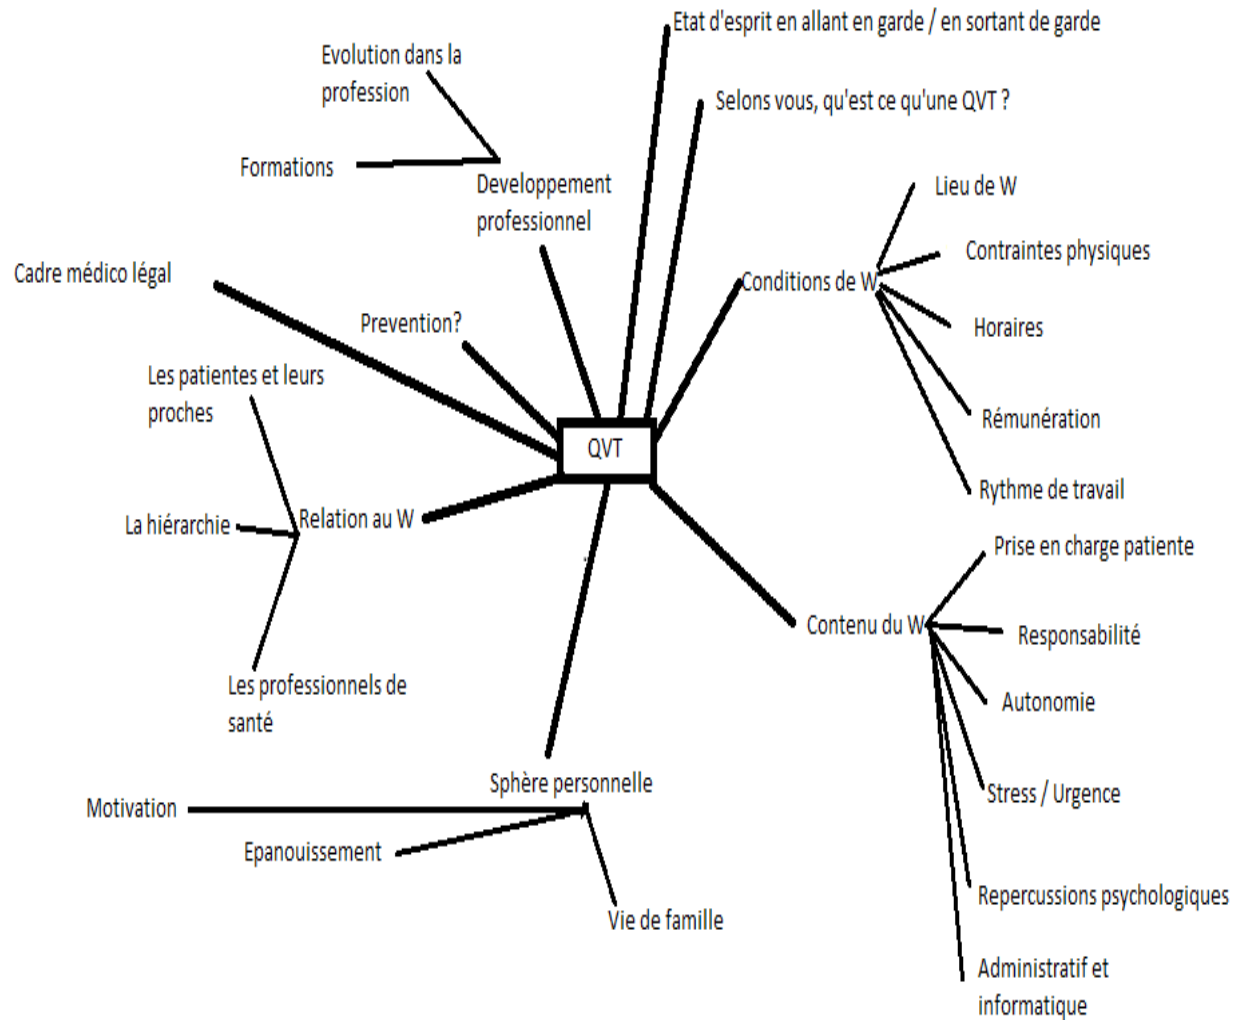 Etat d'esprit en allant en garde / en sortant de garde
Selons vous, qu'est ce qu'une QVT ?
Evolution dans la
profession
Formations
Developpement
professionnel
Cadre médico légal
Prevention?
Les patientes et leurs
proches
La hiérarchie
Relation au W
Les professionnels de
santé
QVT
Conditions de W
Lieu de W
Contraintes physiques
Horaires
Rémunération
Rythme de travail
Contenu du W
Prise en charge patiente
Responsabilité
Autonomie
Stress / Urgence
Repercussions psychologiques
Administratif et
informatique
Sphère personnelle
Motivation
Epanouissement
Vie de famille